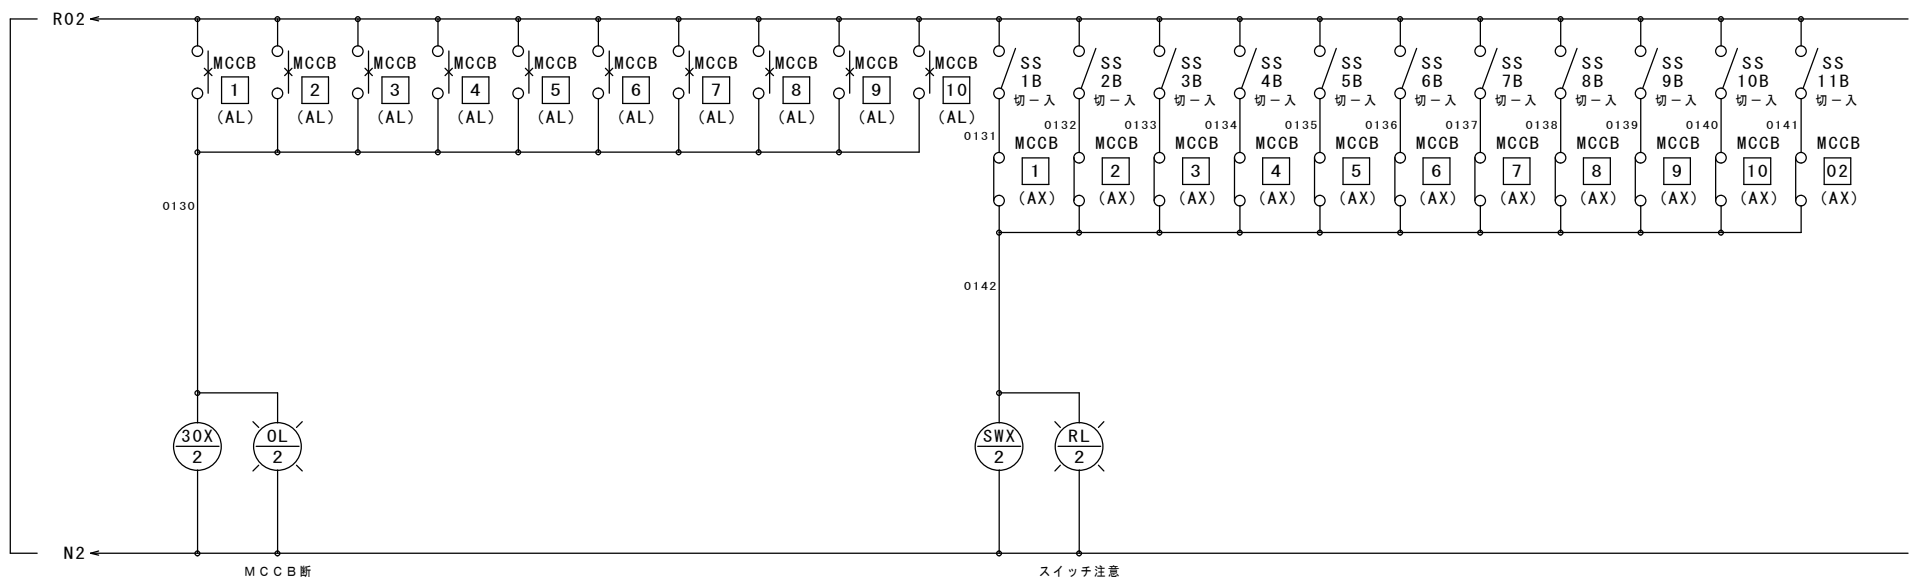 R02
MCCB MCCB MCCB MCCB MCCB MCCB MCCB MCCB MCCB MCCB SS SS SS SS SS SS SS SS SS SS SS
1 2 3 4 5 6 7 8 9 10 1B 2B 3B 4B 5B 6B 7B 8B 9B 10B 11B
(AL) (AL) (AL) (AL) (AL) (AL) (AL) (AL) (AL) (AL) 切－入 切－入 切－入 切－入 切－入 切－入 切－入 切－入 切－入 切－入 切－入
0131 0132 0133 0134 0135 0136 0137 0138 0139 0140 0141
MCCB MCCB MCCB MCCB MCCB MCCB MCCB MCCB MCCB MCCB MCCB
1 2 3 4 5 6 7 8 9 10 02
(AX) (AX) (AX) (AX) (AX) (AX) (AX) (AX) (AX) (AX) (AX)
0130
0142
30X OL SWX RL
2 2 2 2
N2
ＭＣＣＢ断 スイッチ注意